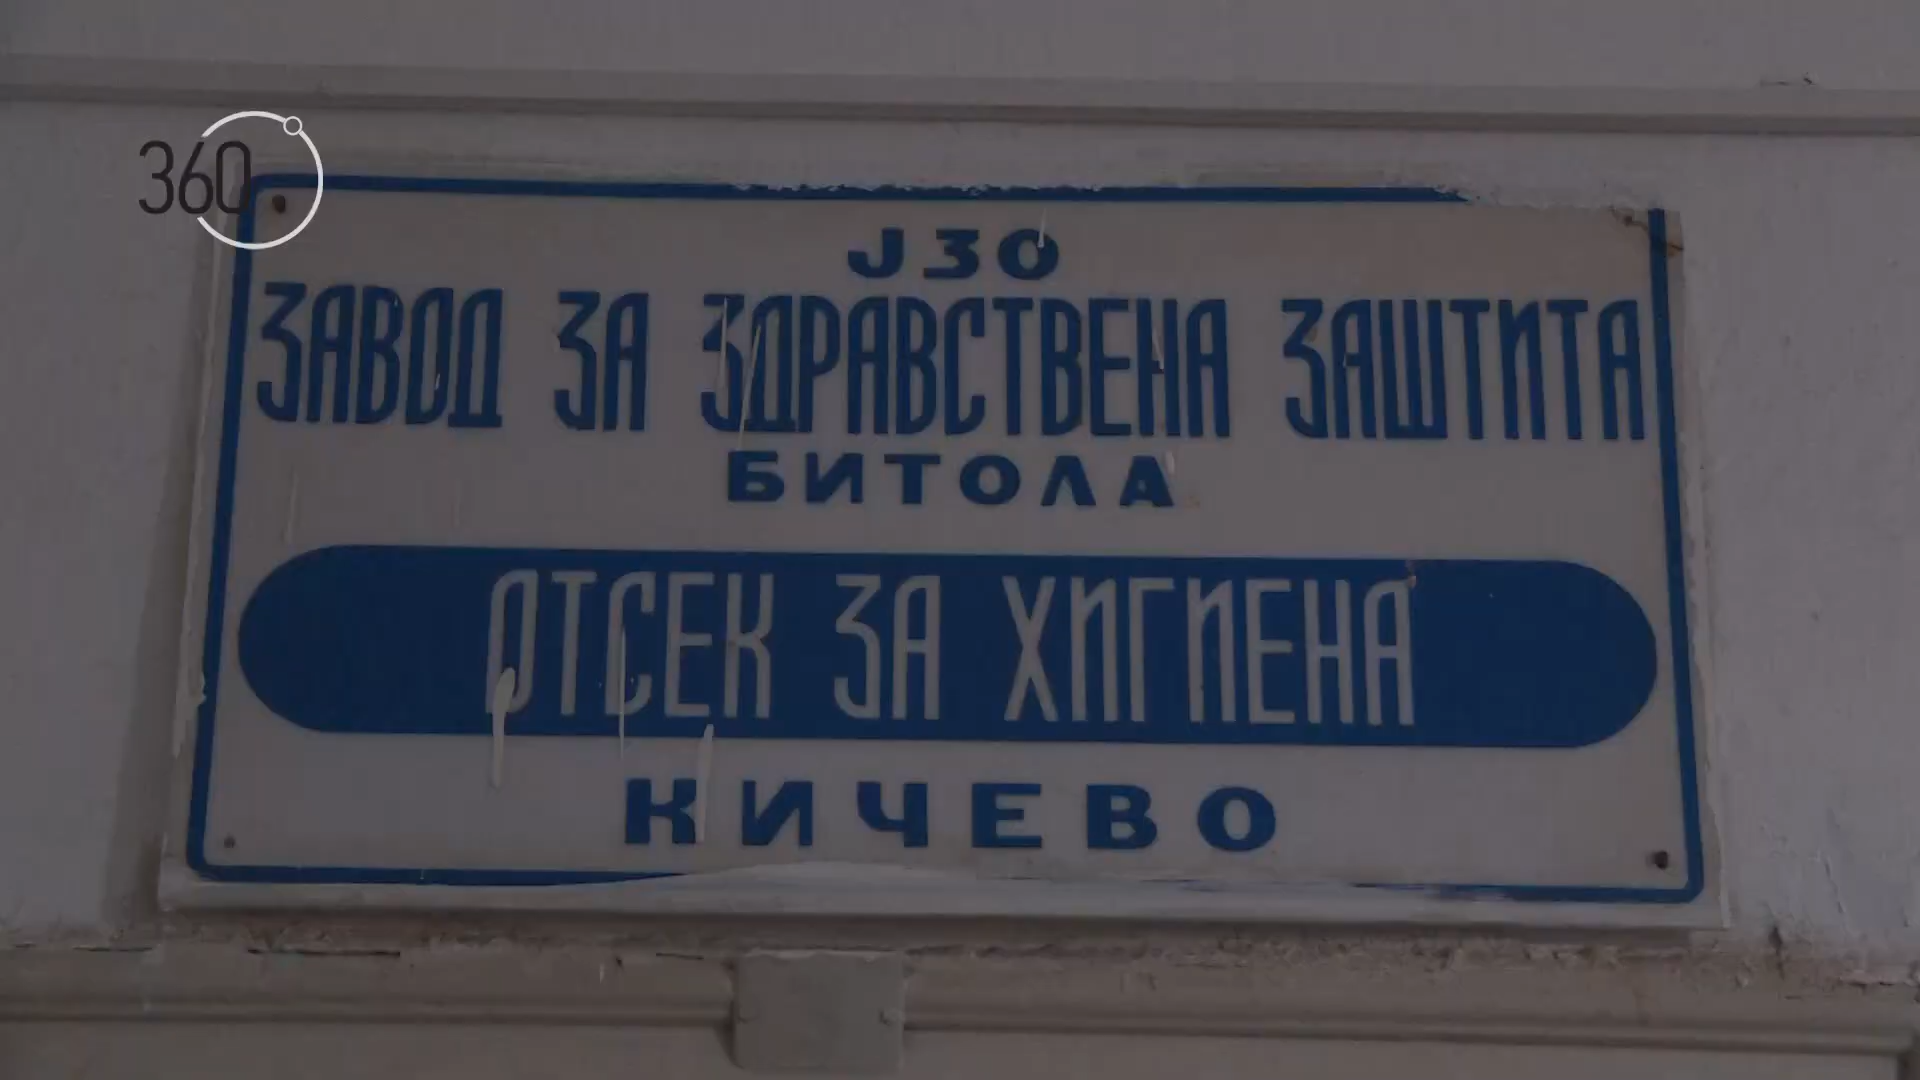 360
ЈЗО
ЗАВОД ЗА ЗДРАВСТВЕНА ЗАШТИТА
БИТОЛА
ОТСЕК ЗА ХИГИЕНА
КИЧЕВО